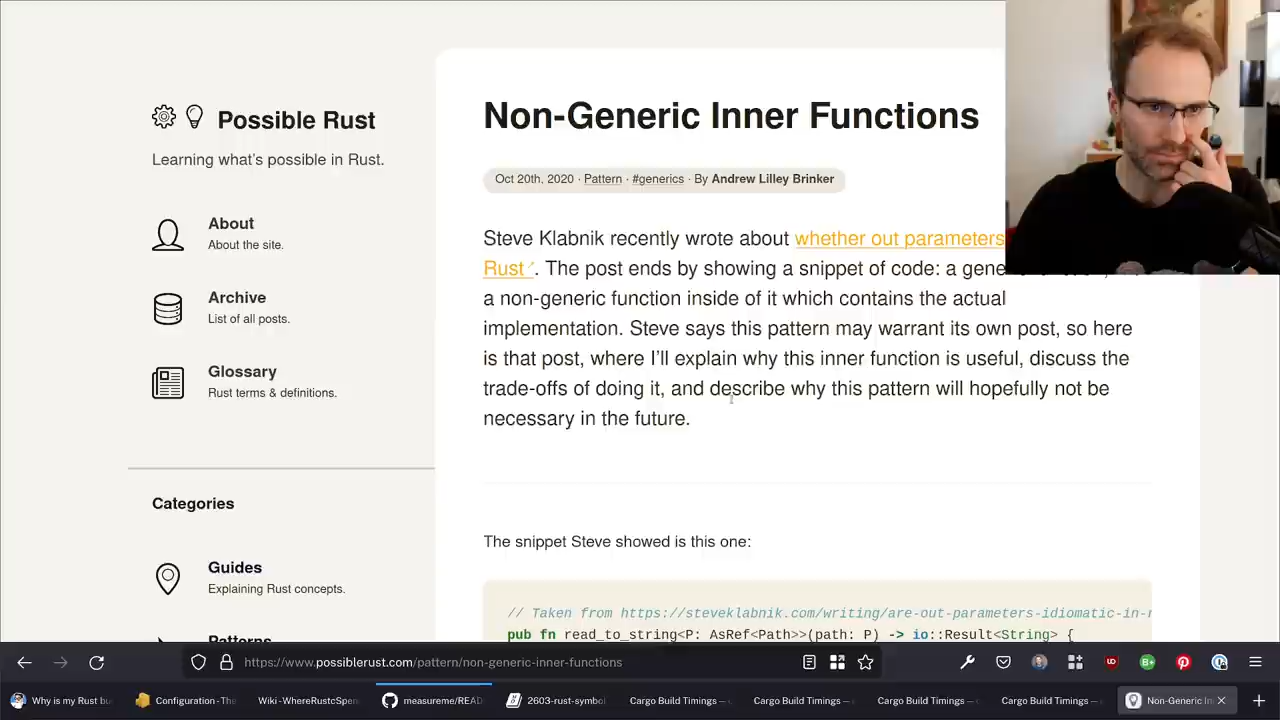 Possible Rust
Learning what's possible in Rust.
About
About the site.
Archive
List of all posts.
Glossary
Rust terms & definitions.
Categories
Guides
Explaining Rust concepts.
Patterns
Non-Generic Inner Functions
Oct 20th, 2020 · Pattern · #generics · By Andrew Lilley Brinker
Steve Klabnik recently wrote about whether out parameters
Rust. The post ends by showing a snippet of code: a
a non-generic function inside of it which contains the actual
implementation. Steve says this pattern may warrant its own post, so here
is that post, where I'll explain why this inner function is useful, discuss the
trade-offs of doing it, and describe why this pattern will hopefully not be
necessary in the future.
The snippet Steve showed is this one:
// Taken from https://steveklabnik.com/writing/are-out-parameters-idiomatic-in-r
pub fn read_to_string<P: AsRef<Path>>(path: P) -> io::Result<String> {
https://www.possiblerust.com/pattern/non-generic-inner-functions
Why is my Rust bu
Configuration - The
Wiki - WhereRustcSpen
measureme/READ
2603-rust-symbol
Cargo Build Timings —
Cargo Build Timings —
Cargo Build Timings —
Cargo Build Timings —
Non-Generic In